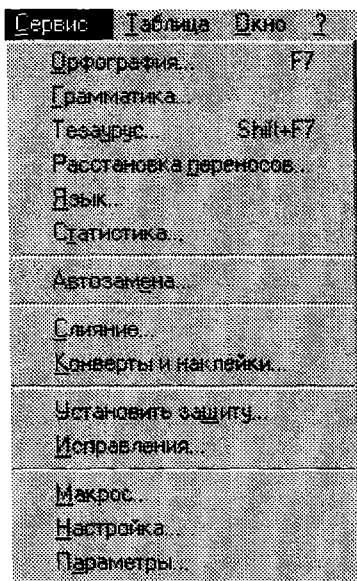 Сервис Таблица Окно ?
Орфография... F7
Грамматика...
Тезаурус... Shift+F7
Расстановка переносов...
Язык...
Статистика...
Автозамена...
Слияние...
Конверты и наклейки...
Установить защиту...
Исправления...
Макрос...
Настройка...
Параметры...